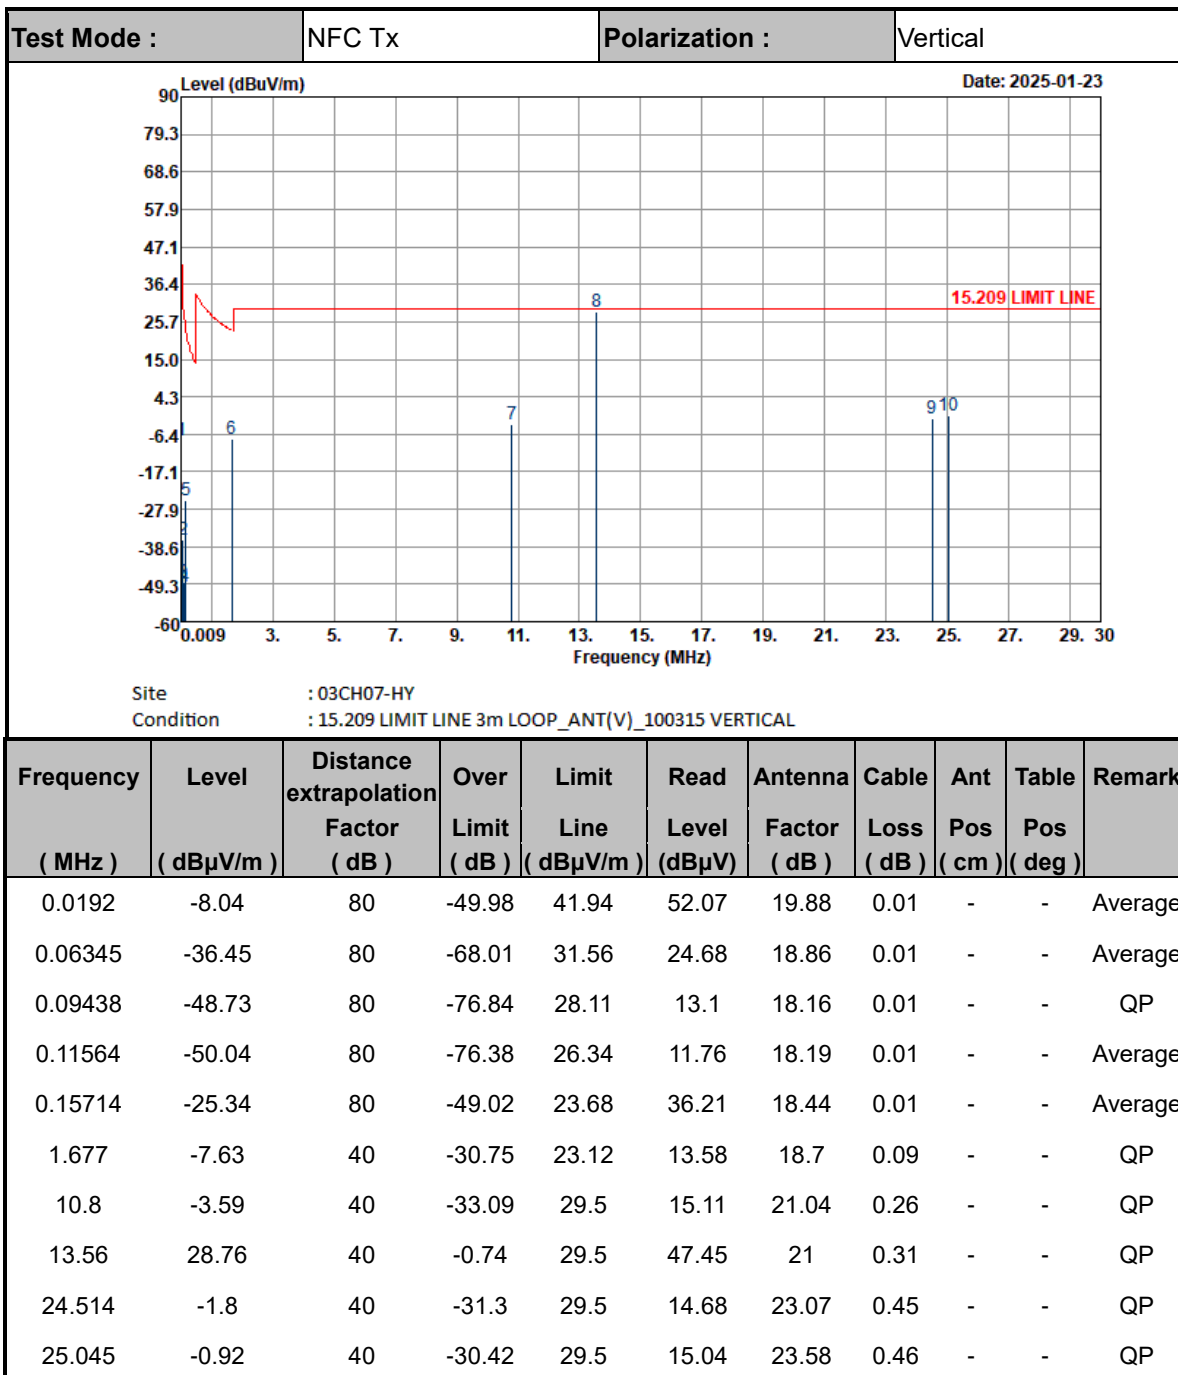 Test Mode : NFC Tx Polarization : Vertical
Level (dBuV/m) Date: 2025-01-23
90
79.3
68.6
57.9
47.1
36.4
25.7
15.0
4.3
-6.4
-17.1
-27.9
-38.6
-49.3
-60
15.209 LIMIT LINE
1
2
4
5
6
7
8
9
10
0.009 3. 5. 7. 9. 11. 13. 15. 17. 19. 21. 23. 25. 27. 29. 30
Frequency (MHz)
Site : 03CH07-HY
Condition : 15.209 LIMIT LINE 3m LOOP_ANT(V)_100315 VERTICAL
Frequency Level Distance extrapolation Over Limit Read Antenna Cable Ant Table Remark
Factor Limit Line Level Factor Loss Pos Pos
( MHz ) ( dBµV/m ) ( dB ) ( dB ) ( dBµV/m ) (dBµV) ( dB ) ( dB ) ( cm ) ( deg )
0.0192 -8.04 80 -49.98 41.94 52.07 19.88 0.01 - - Average
0.06345 -36.45 80 -68.01 31.56 24.68 18.86 0.01 - - Average
0.09438 -48.73 80 -76.84 28.11 13.1 18.16 0.01 - - QP
0.11564 -50.04 80 -76.38 26.34 11.76 18.19 0.01 - - Average
0.15714 -25.34 80 -49.02 23.68 36.21 18.44 0.01 - - Average
1.677 -7.63 40 -30.75 23.12 13.58 18.7 0.09 - - QP
10.8 -3.59 40 -33.09 29.5 15.11 21.04 0.26 - - QP
13.56 28.76 40 -0.74 29.5 47.45 21 0.31 - - QP
24.514 -1.8 40 -31.3 29.5 14.68 23.07 0.45 - - QP
25.045 -0.92 40 -30.42 29.5 15.04 23.58 0.46 - - QP